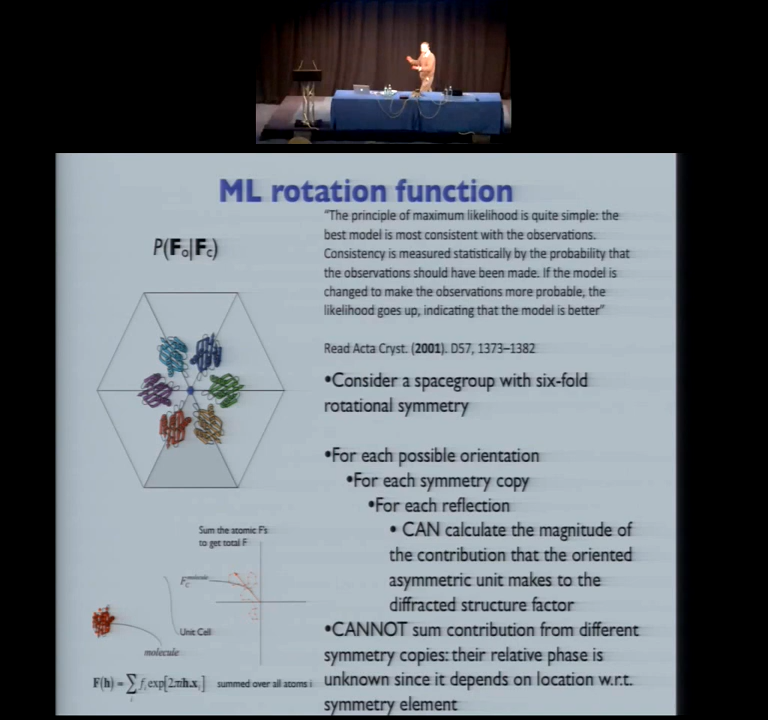 ML rotation function
"The principle of maximum likelihood is quite simple: the
best model is most consistent with the observations.
Consistency is measured statistically by the probability that
the observations should have been made. If the model is
changed to make the observations more probable, the
likelihood goes up, indicating that the model is better"
Read Acta Cryst. (2001). D57, 1373–1382
P(Fo|Fc)
•Consider a spacegroup with six-fold
rotational symmetry
•For each possible orientation
•For each symmetry copy
•For each reflection
• CAN calculate the magnitude of
the contribution that the oriented
asymmetric unit makes to the
diffracted structure factor
•CANNOT sum contribution from different
symmetry copies: their relative phase is
unknown since it depends on location w.r.t.
symmetry element
Sum the atomic F's
to get total F
Unit Cell
molecule
F(h) = ∑ f exp[2πih.x] summed over all atoms i